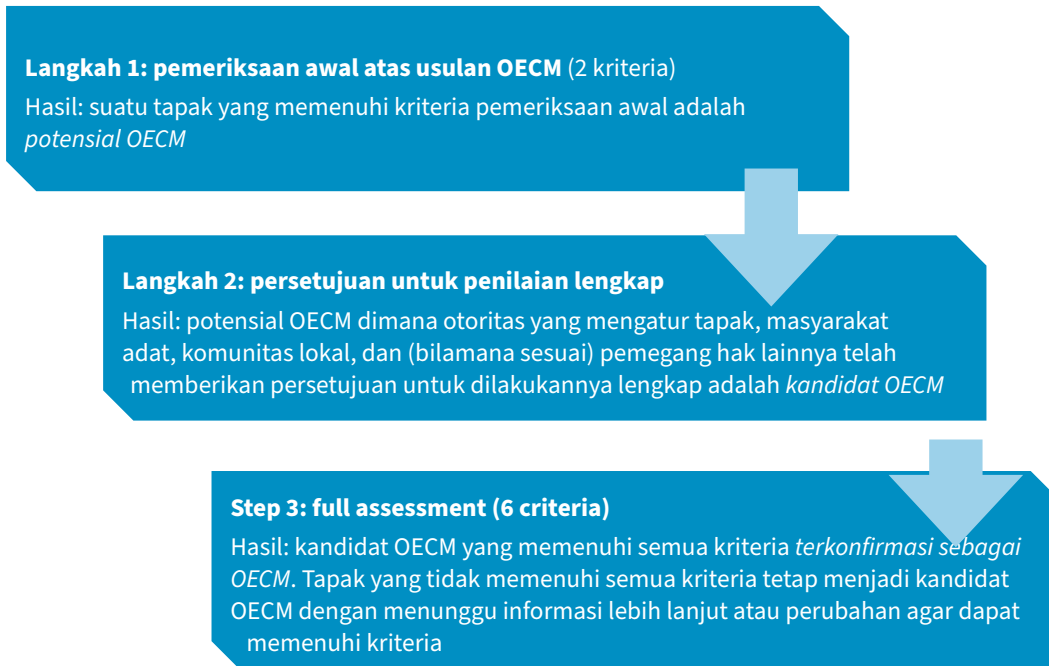 Langkah 1: pemeriksaan awal atas usulan OECM (2 kriteria)
Hasil: suatu tapak yang memenuhi kriteria pemeriksaan awal adalah
potensial OECM
Langkah 2: persetujuan untuk penilaian lengkap
Hasil: potensial OECM dimana otoritas yang mengatur tapak, masyarakat
adat, komunitas lokal, dan (bilamana sesuai) pemegang hak lainnya telah
memberikan persetujuan untuk dilakukannya lengkap adalah kandidat OECM
Step 3: full assessment (6 criteria)
Hasil: kandidat OECM yang memenuhi semua kriteria terkonfirmasi sebagai
OECM. Tapak yang tidak memenuhi semua kriteria tetap menjadi kandidat
OECM dengan menunggu informasi lebih lanjut atau perubahan agar dapat
memenuhi kriteria